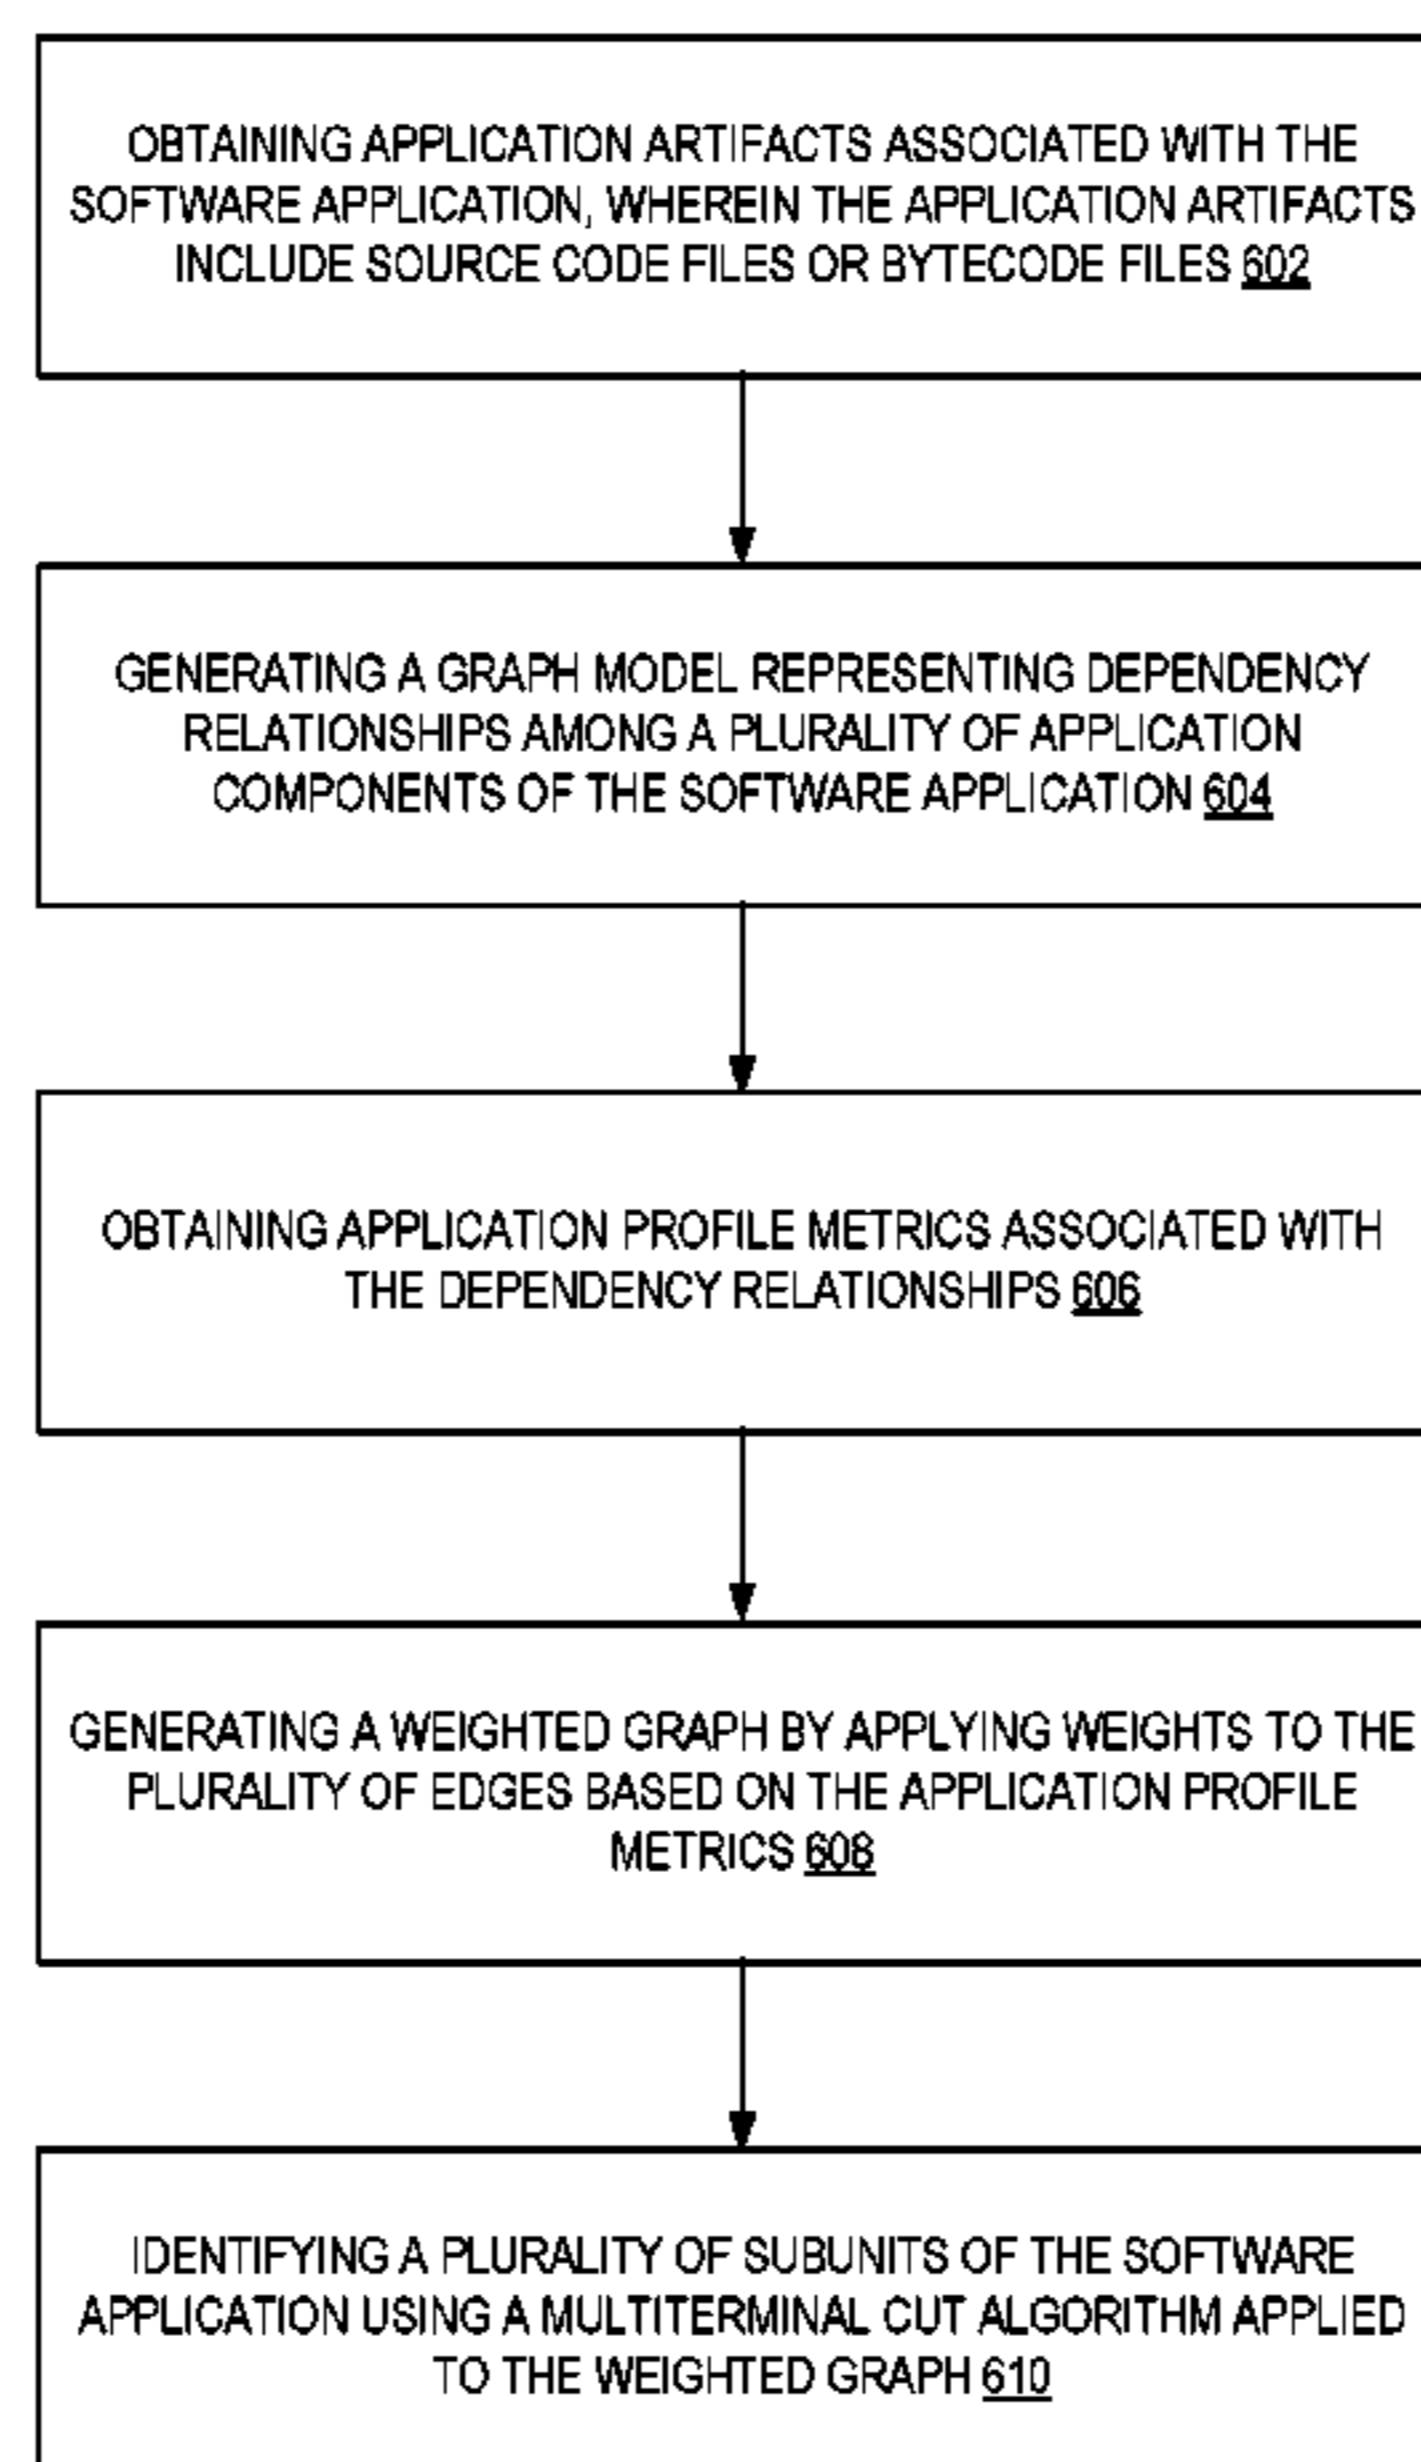 OBTAINING APPLICATION ARTIFACTS ASSOCIATED WITH THE
SOFTWARE APPLICATION, WHEREIN THE APPLICATION ARTIFACTS
INCLUDE SOURCE CODE FILES OR BYTECODE FILES 602
GENERATING A GRAPH MODEL REPRESENTING DEPENDENCY
RELATIONSHIPS AMONG A PLURALITY OF APPLICATION
COMPONENTS OF THE SOFTWARE APPLICATION 604
OBTAINING APPLICATION PROFILE METRICS ASSOCIATED WITH
THE DEPENDENCY RELATIONSHIPS 606
GENERATING A WEIGHTED GRAPH BY APPLYING WEIGHTS TO THE
PLURALITY OF EDGES BASED ON THE APPLICATION PROFILE
METRICS 608
IDENTIFYING A PLURALITY OF SUBUNITS OF THE SOFTWARE
APPLICATION USING A MULTITERMINAL CUT ALGORITHM APPLIED
TO THE WEIGHTED GRAPH 610